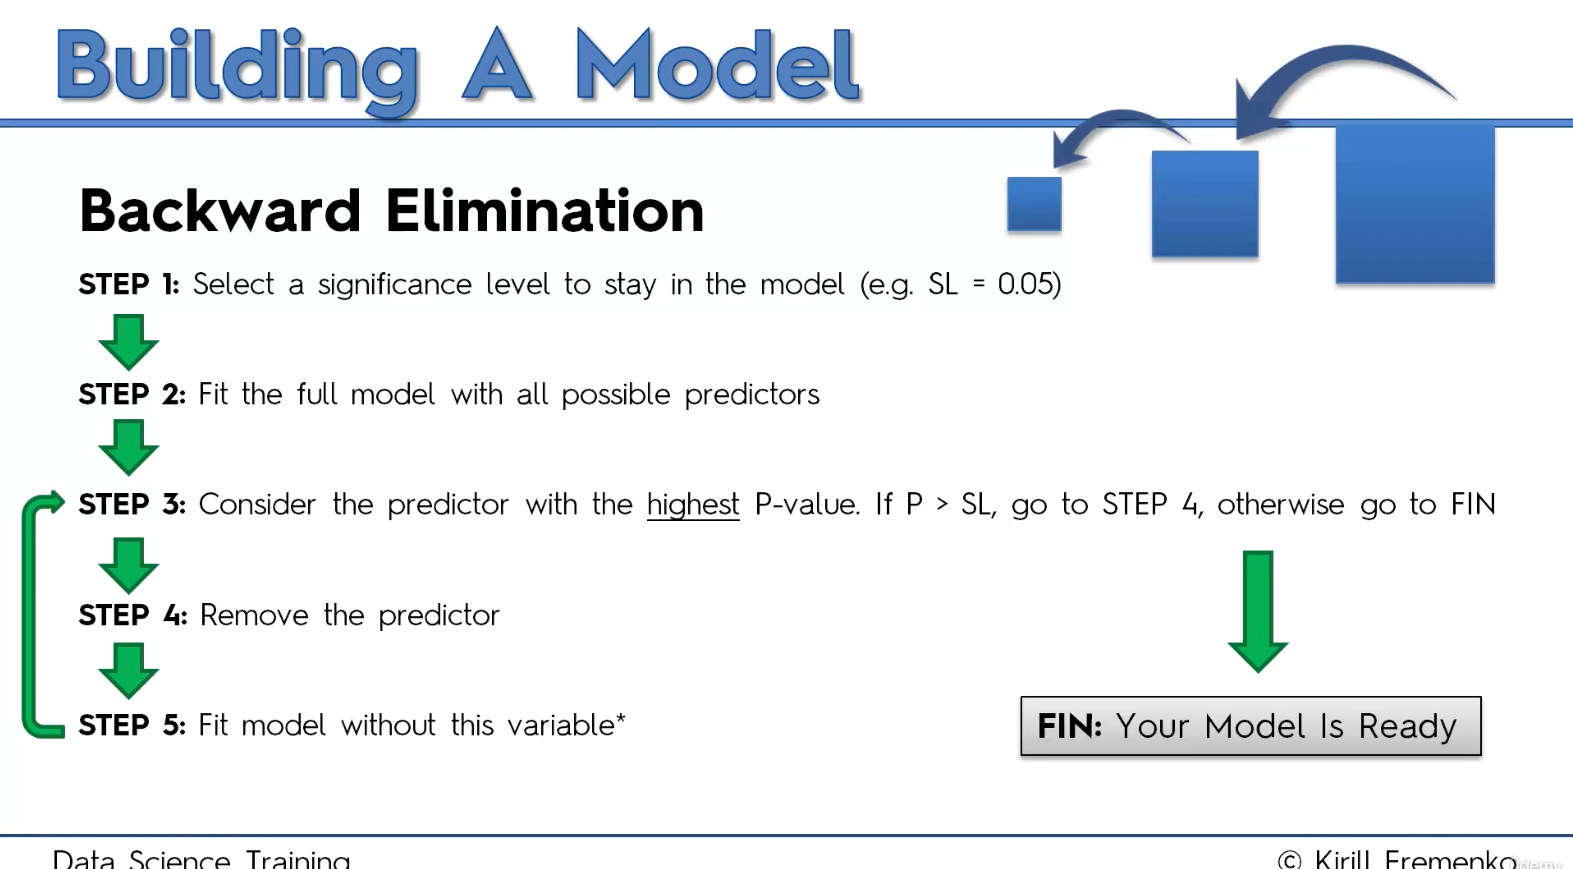 Building A Model
Backward Elimination
STEP 1: Select a significance level to stay in the model (e.g. SL = 0.05)
STEP 2: Fit the full model with all possible predictors
STEP 3: Consider the predictor with the highest P-value. If P > SL, go to STEP 4, otherwise go to FIN
STEP 4: Remove the predictor
STEP 5: Fit model without this variable*
FIN: Your Model Is Ready
Data Science Training
© Kirill Eremenko
Udemy